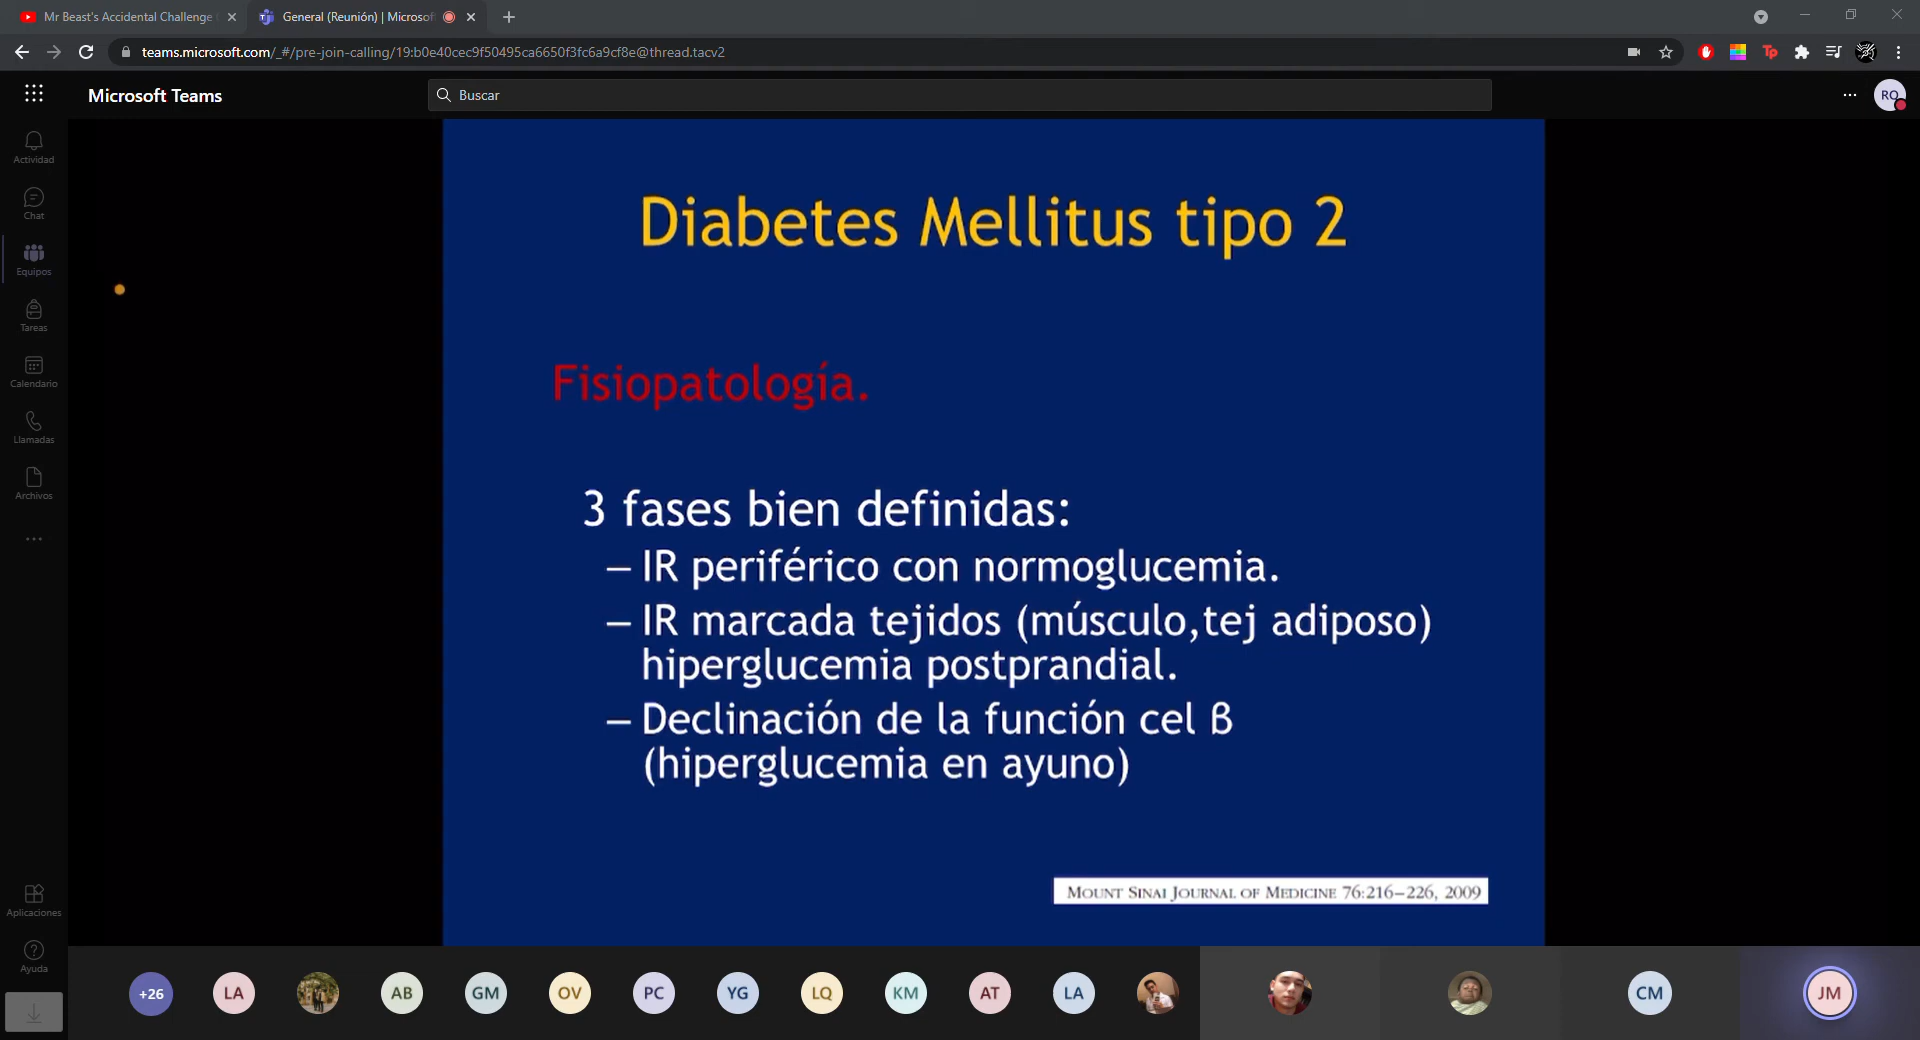 Mr Beast's Accidental Challenge
General (Reunión) | Microsof
teams.microsoft.com/_#/pre-join-calling/19:b0e40cec9f50495ca6650f3fc6a9cf8e@thread.tacv2
Microsoft Teams
Buscar
RO
Actividad
Chat
Equipos
Tareas
Calendario
Llamadas
Archivos
Aplicaciones
Ayuda
Diabetes Mellitus tipo 2
Fisiopatología.
3 fases bien definidas:
– IR periférico con normoglucemia.
– IR marcada tejidos (músculo,tej adiposo)
hiperglucemia postprandial.
– Declinación de la función cel ß
(hiperglucemia en ayuno)
Mount Sinai Journal of Medicine 76:216–226, 2009
+26 LA AB GM OV PC YG LQ KM AT LA CM JM